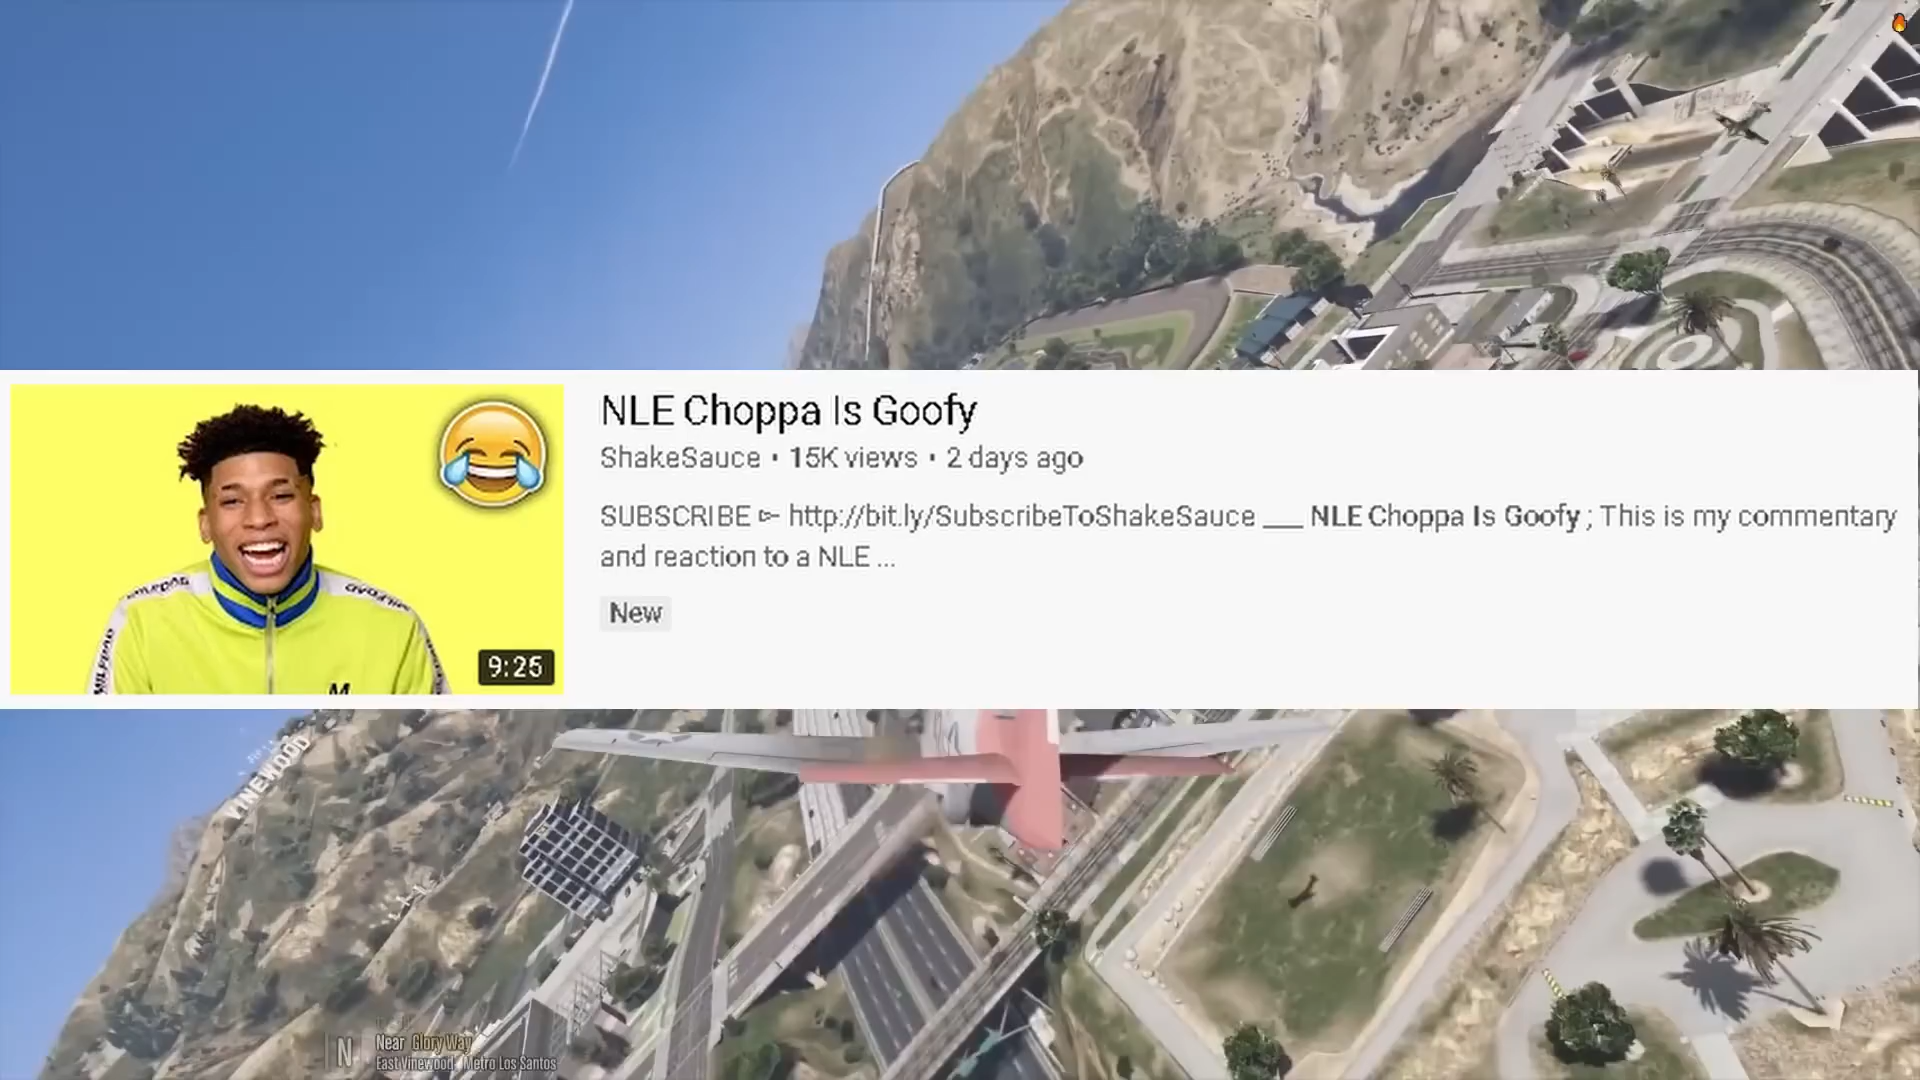 NLE Choppa Is Goofy
ShakeSauce • 15K views • 2 days ago
SUBSCRIBE ⊳ http://bit.ly/SubscribeToShakeSauce ___ NLE Choppa Is Goofy ; This is my commentary
and reaction to a NLE ...
New
9:25
M
VINEWOOD
N
Near Glory Way
East Vinewood, Metro Los Santos